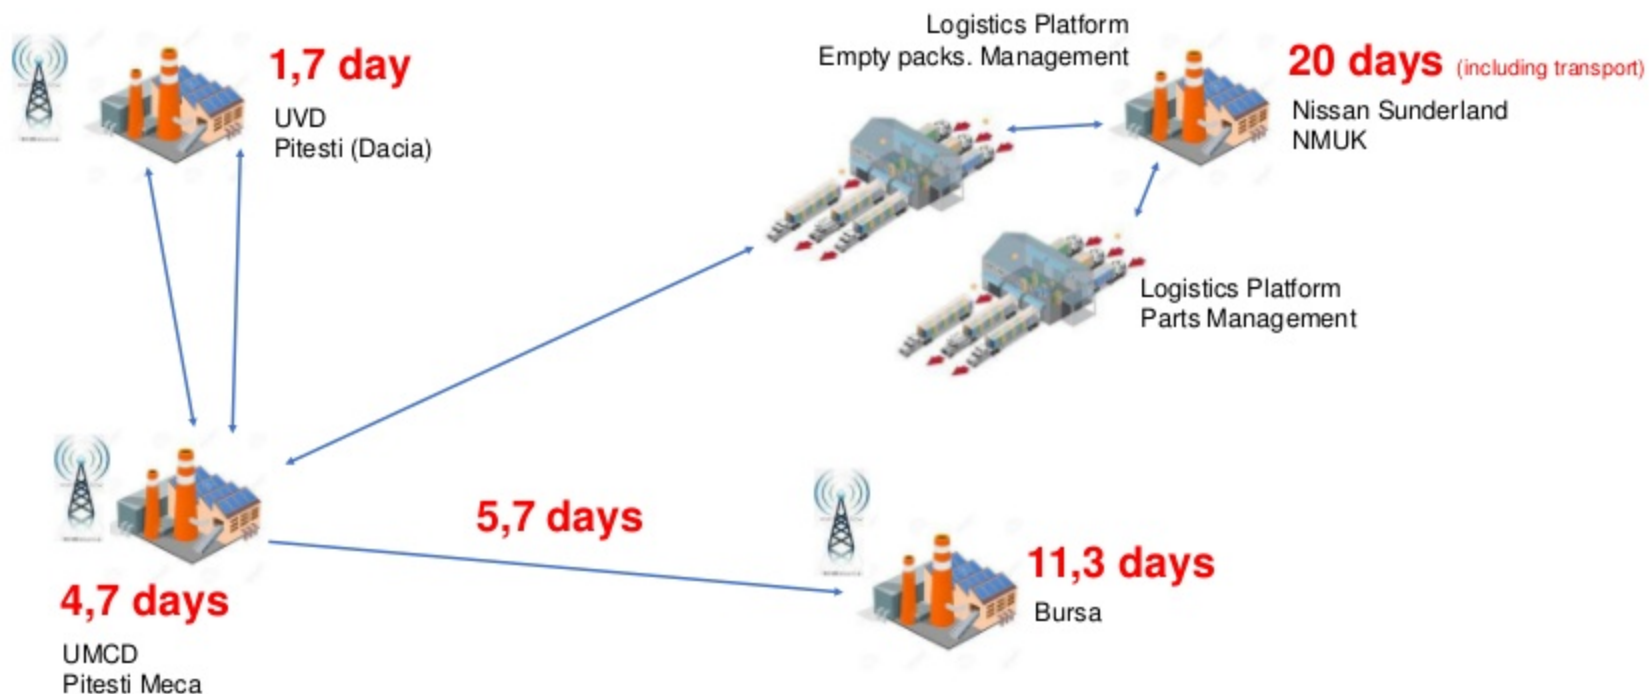 Logistics Platform
Empty packs. Management
1,7 day
UVD
Pitesti (Dacia)
20 days (including transport)
Nissan Sunderland
NMUK
Logistics Platform
Parts Management
5,7 days
4,7 days
UMCD
Pitesti Meca
11,3 days
Bursa